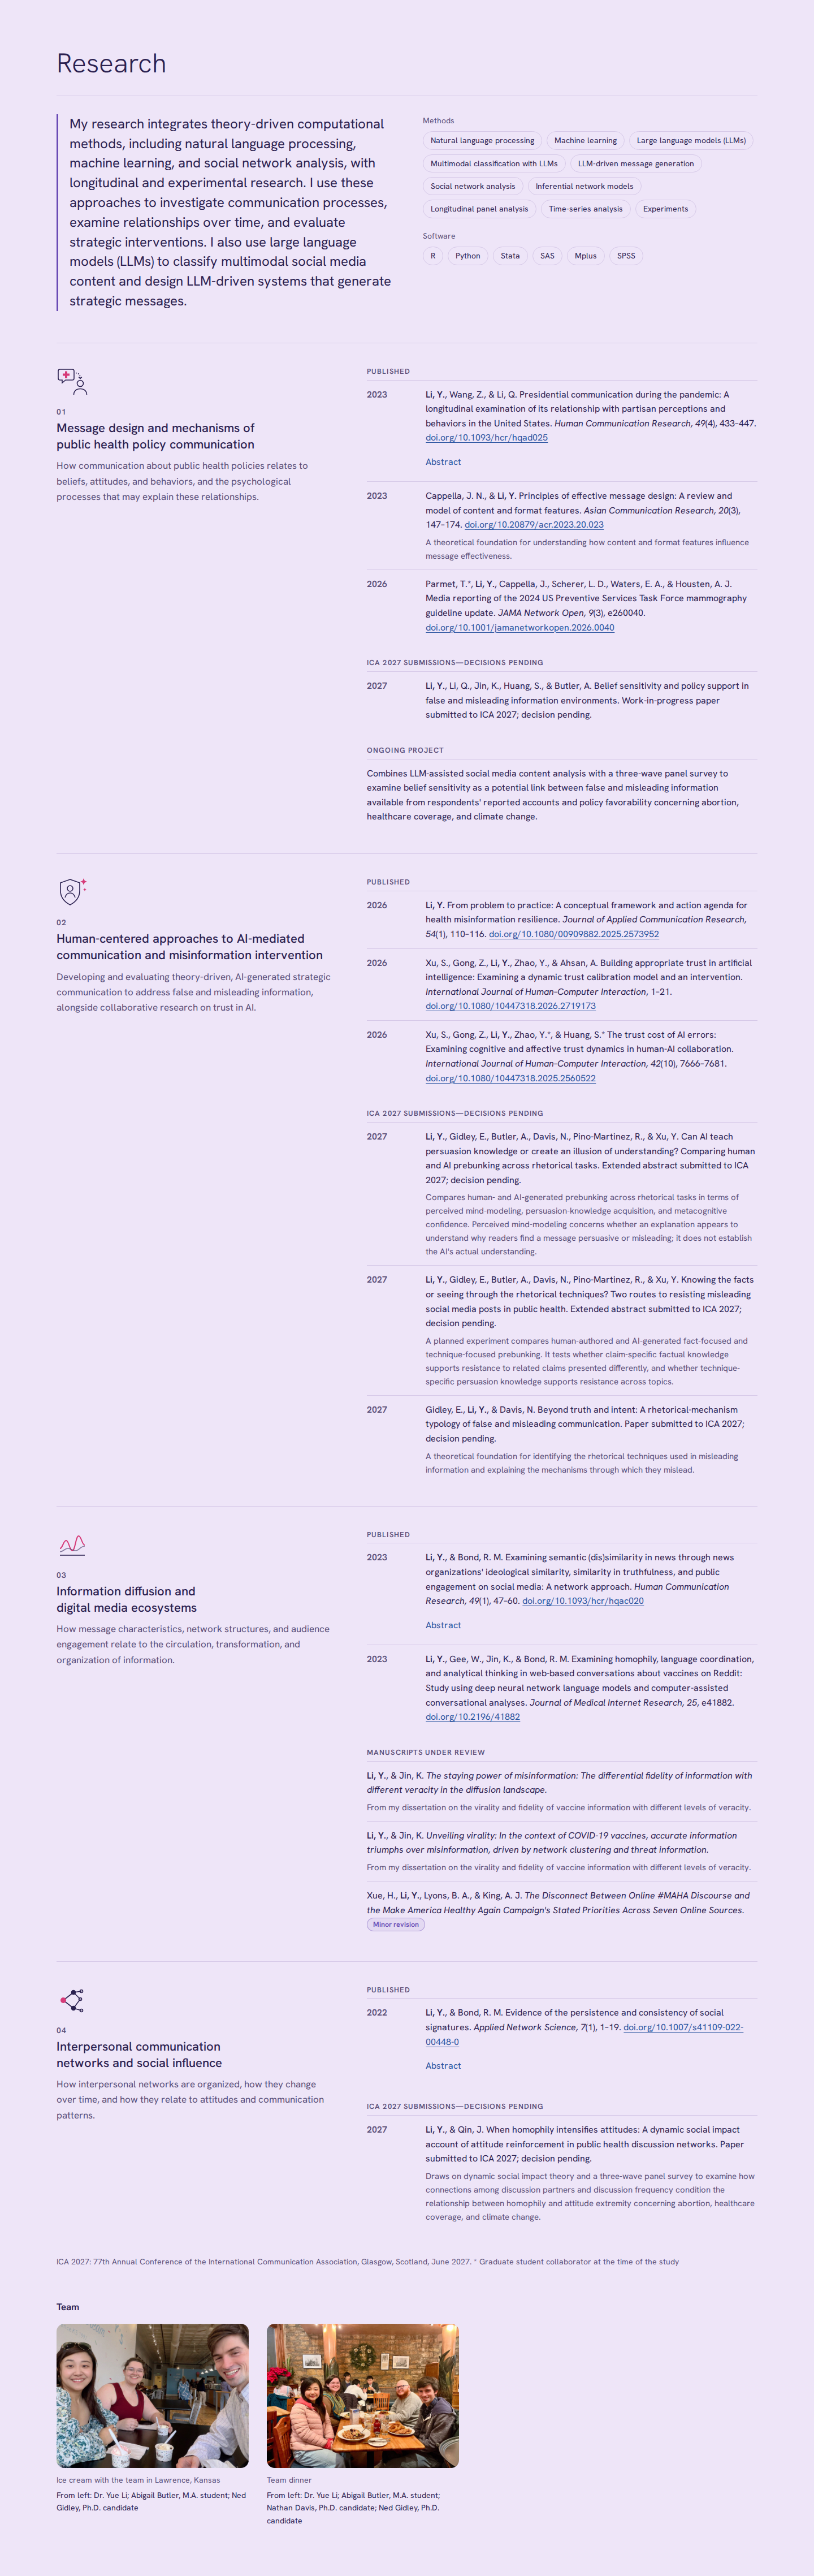 Research
My research integrates theory-driven computational
methods, including natural language processing,
machine learning, and social network analysis, with
longitudinal and experimental research. I use these
approaches to investigate communication processes,
examine relationships over time, and evaluate
strategic interventions. I also use large language
models (LLMs) to classify multimodal social media
content and design LLM-driven systems that generate
strategic messages.
Methods
Natural language processing
Machine learning
Large language models (LLMs)
Multimodal classification with LLMs
LLM-driven message generation
Social network analysis
Inferential network models
Longitudinal panel analysis
Time-series analysis
Experiments
Software
R
Python
Stata
SAS
Mplus
SPSS
01
Message design and mechanisms of
public health policy communication
How communication about public health policies relates to
beliefs, attitudes, and behaviors, and the psychological
processes that may explain these relationships.
PUBLISHED
2023
Li, Y., Wang, Z., & Li, Q. Presidential communication during the pandemic: A
longitudinal examination of its relationship with partisan perceptions and
behaviors in the United States. Human Communication Research, 49(4), 433–447.
doi.org/10.1093/hcr/hqad025
Abstract
2023
Cappella, J. N., & Li, Y. Principles of effective message design: A review and
model of content and format features. Asian Communication Research, 20(3),
147–174. doi.org/10.20879/acr.2023.20.023
A theoretical foundation for understanding how content and format features influence
message effectiveness.
2026
Parmet, T.*, Li, Y., Cappella, J., Scherer, L. D., Waters, E. A., & Housten, A. J.
Media reporting of the 2024 US Preventive Services Task Force mammography
guideline update. JAMA Network Open, 9(3), e260040.
doi.org/10.1001/jamanetworkopen.2026.0040
ICA 2027 SUBMISSIONS—DECISIONS PENDING
2027
Li, Y., Li, Q., Jin, K., Huang, S., & Butler, A. Belief sensitivity and policy support in
false and misleading information environments. Work-in-progress paper
submitted to ICA 2027; decision pending.
ONGOING PROJECT
Combines LLM-assisted social media content analysis with a three-wave panel survey to
examine belief sensitivity as a potential link between false and misleading information
available from respondents' reported accounts and policy favorability concerning abortion,
healthcare coverage, and climate change.
02
Human-centered approaches to AI-mediated
communication and misinformation intervention
Developing and evaluating theory-driven, AI-generated strategic
communication to address false and misleading information,
alongside collaborative research on trust in AI.
PUBLISHED
2026
Li, Y. From problem to practice: A conceptual framework and action agenda for
health misinformation resilience. Journal of Applied Communication Research,
54(1), 110–116. doi.org/10.1080/00909882.2025.2573952
2026
Xu, S., Gong, Z., Li, Y., Zhao, Y., & Ahsan, A. Building appropriate trust in artificial
intelligence: Examining a dynamic trust calibration model and an intervention.
International Journal of Human–Computer Interaction, 1–21.
doi.org/10.1080/10447318.2026.2719173
2026
Xu, S., Gong, Z., Li, Y., Zhao, Y.*, & Huang, S.* The trust cost of AI errors:
Examining cognitive and affective trust dynamics in human-AI collaboration.
International Journal of Human–Computer Interaction, 42(10), 7666–7681.
doi.org/10.1080/10447318.2025.2560522
ICA 2027 SUBMISSIONS—DECISIONS PENDING
2027
Li, Y., Gidley, E., Butler, A., Davis, N., Pino-Martinez, R., & Xu, Y. Can AI teach
persuasion knowledge or create an illusion of understanding? Comparing human
and AI prebunking across rhetorical tasks. Extended abstract submitted to ICA
2027; decision pending.
Compares human- and AI-generated prebunking across rhetorical tasks in terms of
perceived mind-modeling, persuasion-knowledge acquisition, and metacognitive
confidence. Perceived mind-modeling concerns whether an explanation appears to
understand why readers find a message persuasive or misleading; it does not establish
the AI's actual understanding.
2027
Li, Y., Gidley, E., Butler, A., Davis, N., Pino-Martinez, R., & Xu, Y. Knowing the facts
or seeing through the rhetorical techniques? Two routes to resisting misleading
social media posts in public health. Extended abstract submitted to ICA 2027;
decision pending.
A planned experiment compares human-authored and AI-generated fact-focused and
technique-focused prebunking. It tests whether claim-specific factual knowledge
supports resistance to related claims presented differently, and whether technique-
specific persuasion knowledge supports resistance across topics.
2027
Gidley, E., Li, Y., & Davis, N. Beyond truth and intent: A rhetorical-mechanism
typology of false and misleading communication. Paper submitted to ICA 2027;
decision pending.
A theoretical foundation for identifying the rhetorical techniques used in misleading
information and explaining the mechanisms through which they mislead.
03
Information diffusion and
digital media ecosystems
How message characteristics, network structures, and audience
engagement relate to the circulation, transformation, and
organization of information.
PUBLISHED
2023
Li, Y., & Bond, R. M. Examining semantic (dis)similarity in news through news
organizations' ideological similarity, similarity in truthfulness, and public
engagement on social media: A network approach. Human Communication
Research, 49(1), 47–60. doi.org/10.1093/hcr/hqac020
Abstract
2023
Li, Y., Gee, W., Jin, K., & Bond, R. M. Examining homophily, language coordination,
and analytical thinking in web-based conversations about vaccines on Reddit:
Study using deep neural network language models and computer-assisted
conversational analyses. Journal of Medical Internet Research, 25, e41882.
doi.org/10.2196/41882
MANUSCRIPTS UNDER REVIEW
Li, Y., & Jin, K. The staying power of misinformation: The differential fidelity of information with
different veracity in the diffusion landscape.
From my dissertation on the virality and fidelity of vaccine information with different levels of veracity.
Li, Y., & Jin, K. Unveiling virality: In the context of COVID-19 vaccines, accurate information
triumphs over misinformation, driven by network clustering and threat information.
From my dissertation on the virality and fidelity of vaccine information with different levels of veracity.
Xue, H., Li, Y., Lyons, B. A., & King, A. J. The Disconnect Between Online #MAHA Discourse and
the Make America Healthy Again Campaign's Stated Priorities Across Seven Online Sources.
Minor revision
04
Interpersonal communication
networks and social influence
How interpersonal networks are organized, how they change
over time, and how they relate to attitudes and communication
patterns.
PUBLISHED
2022
Li, Y., & Bond, R. M. Evidence of the persistence and consistency of social
signatures. Applied Network Science, 7(1), 1–19. doi.org/10.1007/s41109-022-
00448-0
Abstract
ICA 2027 SUBMISSIONS—DECISIONS PENDING
2027
Li, Y., & Qin, J. When homophily intensifies attitudes: A dynamic social impact
account of attitude reinforcement in public health discussion networks. Paper
submitted to ICA 2027; decision pending.
Draws on dynamic social impact theory and a three-wave panel survey to examine how
connections among discussion partners and discussion frequency condition the
relationship between homophily and attitude extremity concerning abortion, healthcare
coverage, and climate change.
ICA 2027: 77th Annual Conference of the International Communication Association, Glasgow, Scotland, June 2027. * Graduate student collaborator at the time of the study
Team
Ice cream with the team in Lawrence, Kansas
From left: Dr. Yue Li; Abigail Butler, M.A. student; Ned
Gidley, Ph.D. candidate
Team dinner
From left: Dr. Yue Li; Abigail Butler, M.A. student;
Nathan Davis, Ph.D. candidate; Ned Gidley, Ph.D.
candidate